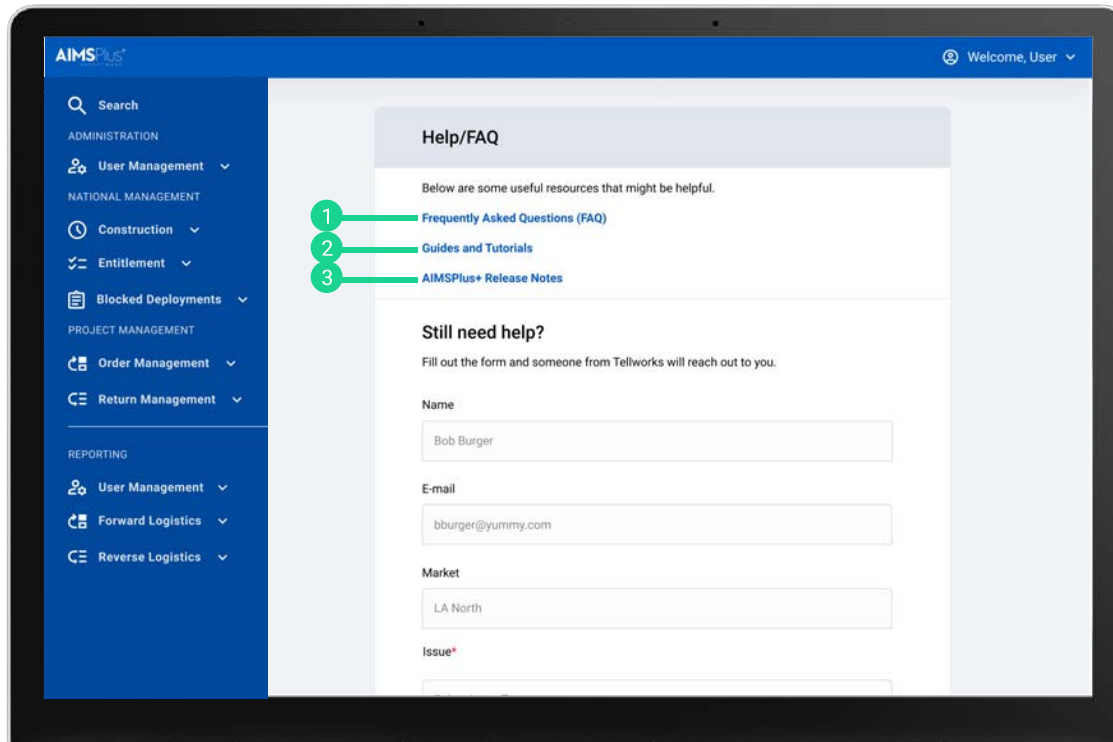 AIMSPlus+
Welcome, User
Search
ADMINISTRATION
User Management
NATIONAL MANAGEMENT
Construction
Entitlement
Blocked Deployments
PROJECT MANAGEMENT
Order Management
Return Management
REPORTING
User Management
Forward Logistics
Reverse Logistics
Help/FAQ
Below are some useful resources that might be helpful.
1 Frequently Asked Questions (FAQ)
2 Guides and Tutorials
3 AIMSPlus+ Release Notes
Still need help?
Fill out the form and someone from Tellworks will reach out to you.
Name
Bob Burger
E-mail
bburger@yummy.com
Market
LA North
Issue*